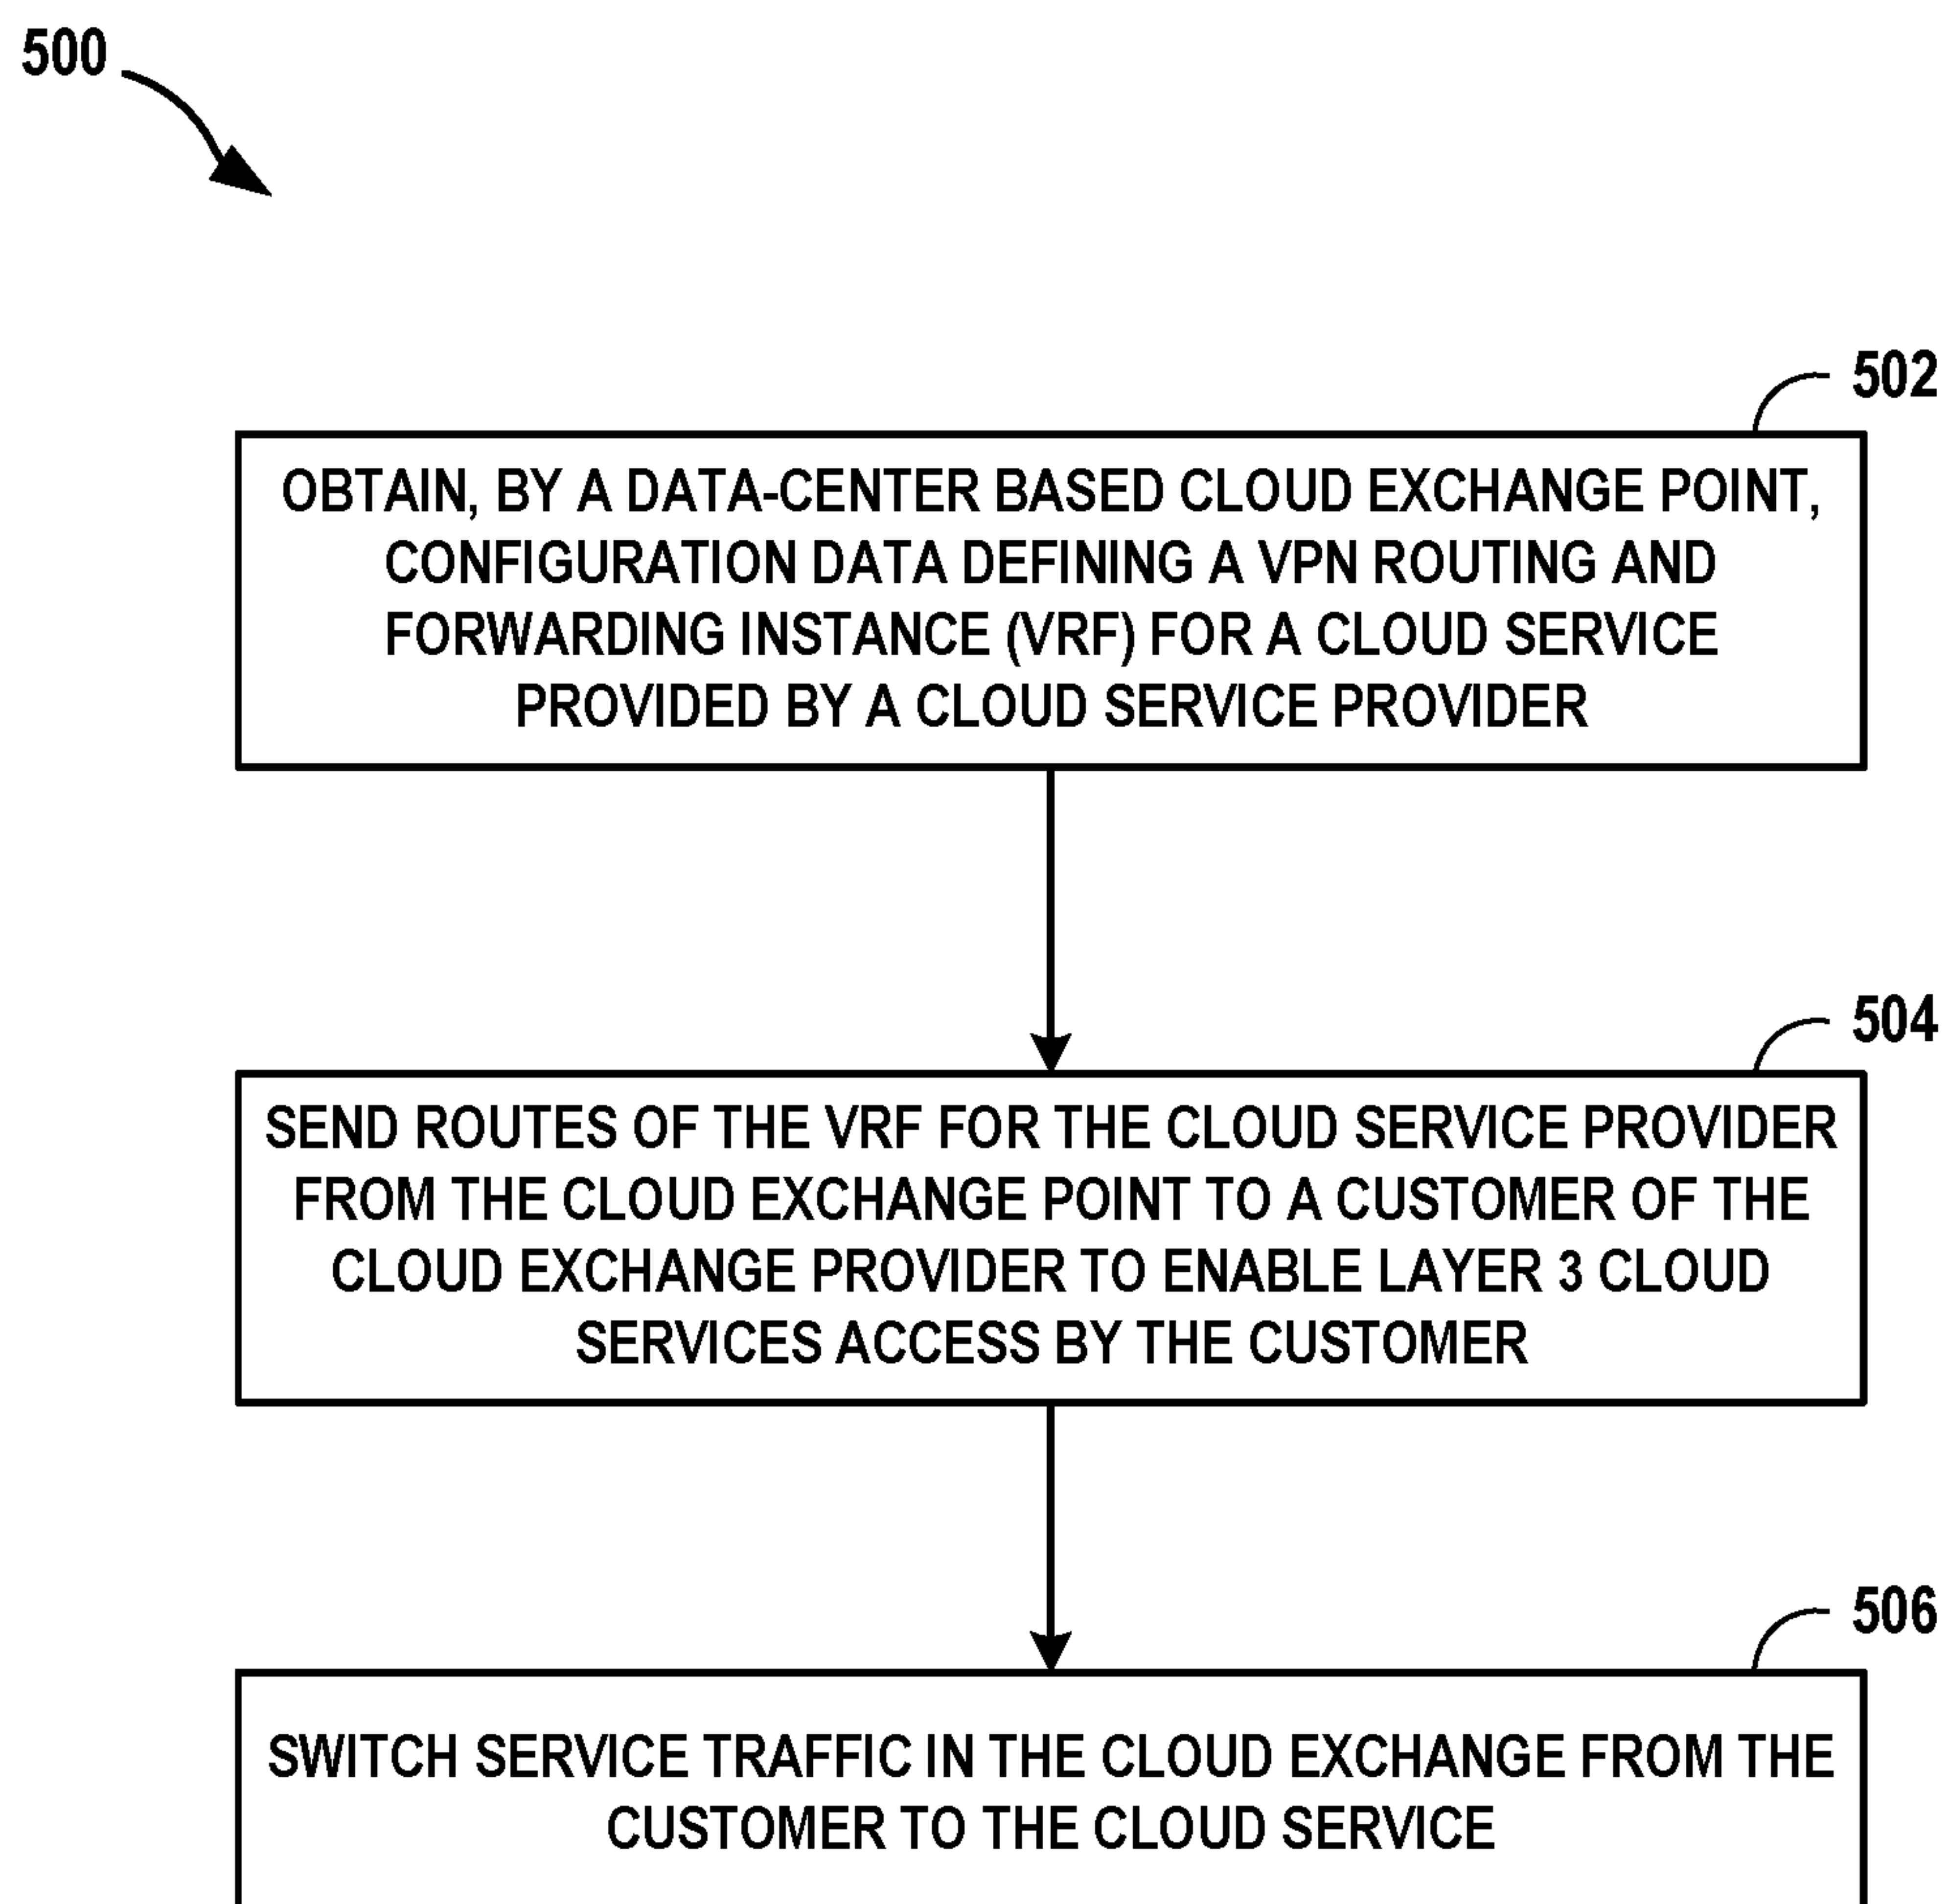 500
502
OBTAIN, BY A DATA-CENTER BASED CLOUD EXCHANGE POINT,
CONFIGURATION DATA DEFINING A VPN ROUTING AND
FORWARDING INSTANCE (VRF) FOR A CLOUD SERVICE
PROVIDED BY A CLOUD SERVICE PROVIDER
504
SEND ROUTES OF THE VRF FOR THE CLOUD SERVICE PROVIDER
FROM THE CLOUD EXCHANGE POINT TO A CUSTOMER OF THE
CLOUD EXCHANGE PROVIDER TO ENABLE LAYER 3 CLOUD
SERVICES ACCESS BY THE CUSTOMER
506
SWITCH SERVICE TRAFFIC IN THE CLOUD EXCHANGE FROM THE
CUSTOMER TO THE CLOUD SERVICE